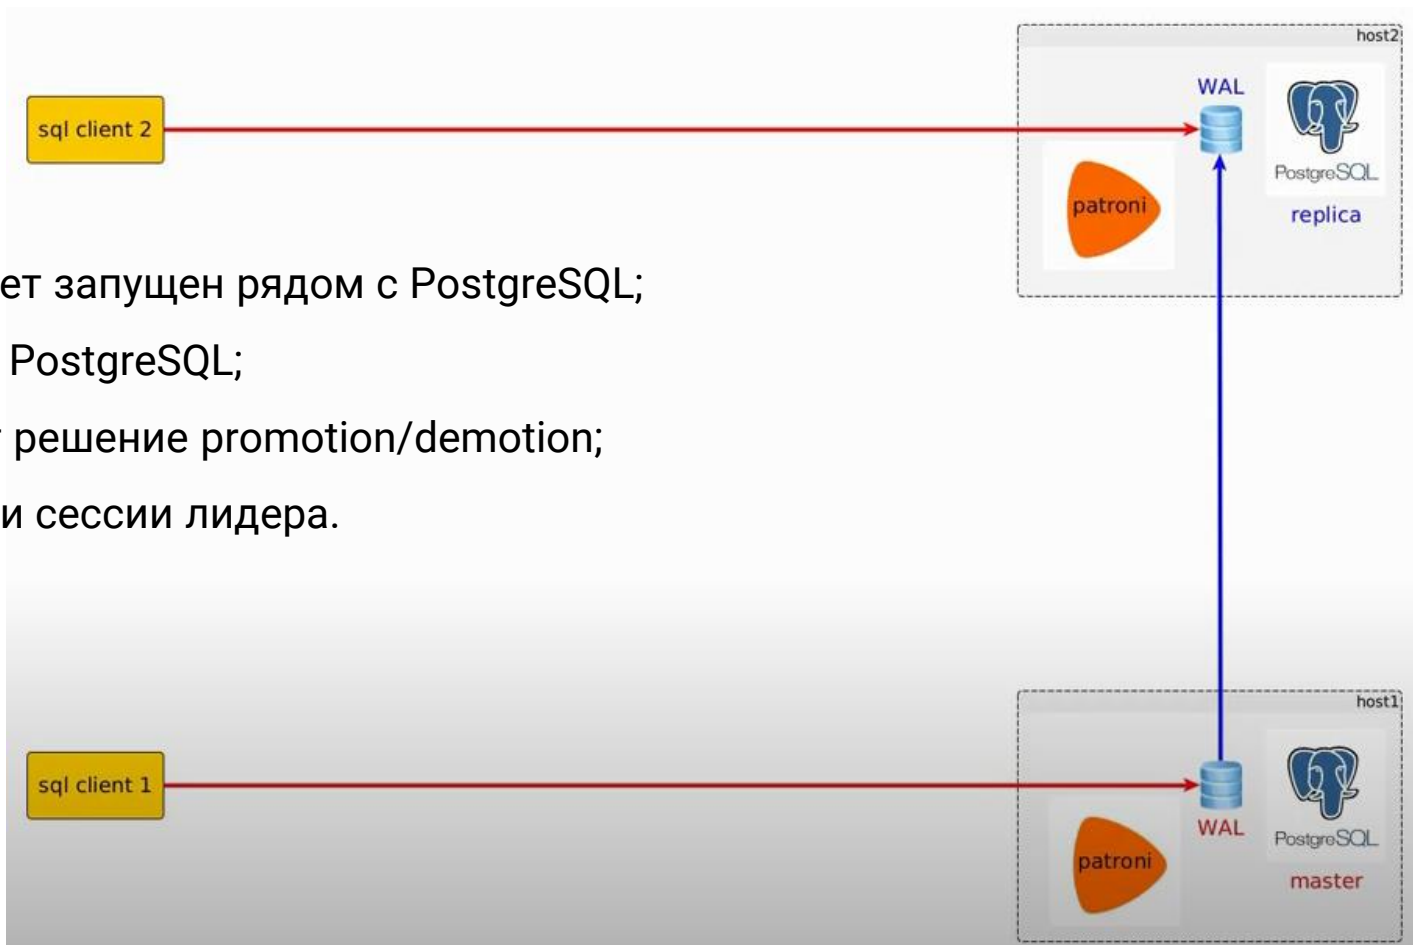 host2
WAL
sql client 2
PostgreSQL
patroni
replica
ет запущен рядом с PostgreSQL;
PostgreSQL;
решение promotion/demotion;
и сессии лидера.
host1
sql client 1
WAL
PostgreSQL
patroni
master